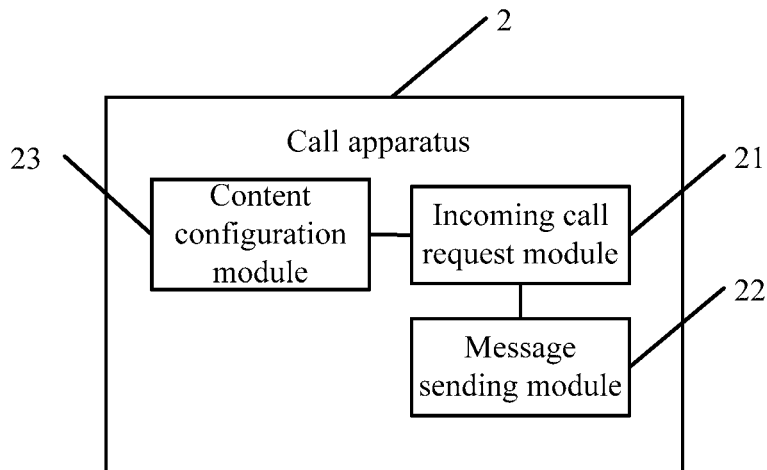 2
Call apparatus
23
21
Content
configuration
module
Incoming call
request module
22
Message
sending module